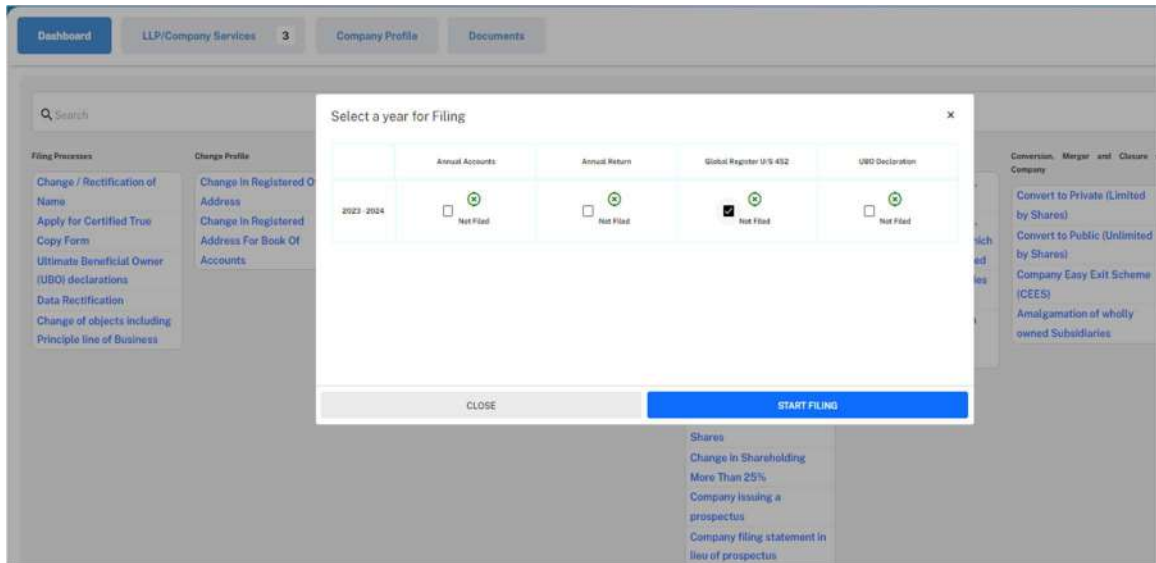 Dashboard
LLP/Company Services 3
Company Profile
Documents
Search
Select a year for Filing
×
Annual Accounts
Annual Return
Global Register U/S 452
UBO Declaration
2023 - 2024
Not Filed
Not Filed
Not Filed
Not Filed
CLOSE
START FILING
Filing Processes
Change / Rectification of
Name
Apply for Certified True
Copy Form
Ultimate Beneficial Owner
(UBO) declarations
Data Rectification
Change of objects including
Principle line of Business
Change Profile
Change in Registered O
Address
Change in Registered
Address For Book Of
Accounts
Shares
Change in Shareholding
More Than 25%
Company issuing a
prospectus
Company filing statement in
lieu of prospectus
Conversion, Merger and Closure
Company
Convert to Private (Limited
by Shares)
Convert to Public (Unlimited
by Shares)
Company Easy Exit Scheme
(CEES)
Amalgamation of wholly
owned Subsidiaries